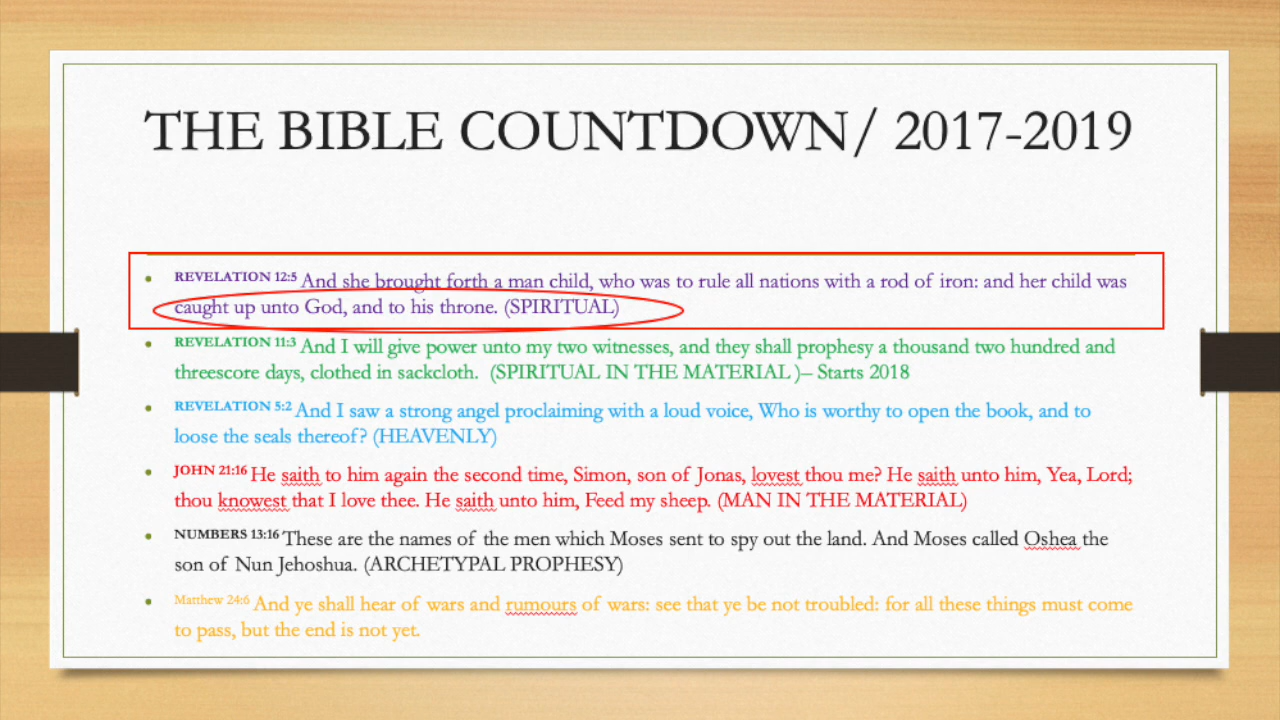 THE BIBLE COUNTDOWN/ 2017-2019
• REVELATION 12:5 And she brought forth a man child, who was to rule all nations with a rod of iron: and her child was
caught up unto God, and to his throne. (SPIRITUAL)
• REVELATION 11:3 And I will give power unto my two witnesses, and they shall prophesy a thousand two hundred and
threescore days, clothed in sackcloth. (SPIRITUAL IN THE MATERIAL )– Starts 2018
• REVELATION 5:2 And I saw a strong angel proclaiming with a loud voice, Who is worthy to open the book, and to
loose the seals thereof? (HEAVENLY)
• JOHN 21:16 He saith to him again the second time, Simon, son of Jonas, lovest thou me? He saith unto him, Yea, Lord;
thou knowest that I love thee. He saith unto him, Feed my sheep. (MAN IN THE MATERIAL)
• NUMBERS 13:16 These are the names of the men which Moses sent to spy out the land. And Moses called Oshea the
son of Nun Jehoshua. (ARCHETYPAL PROPHESY)
• Matthew 24:6 And ye shall hear of wars and rumours of wars: see that ye be not troubled: for all these things must come
to pass, but the end is not yet.